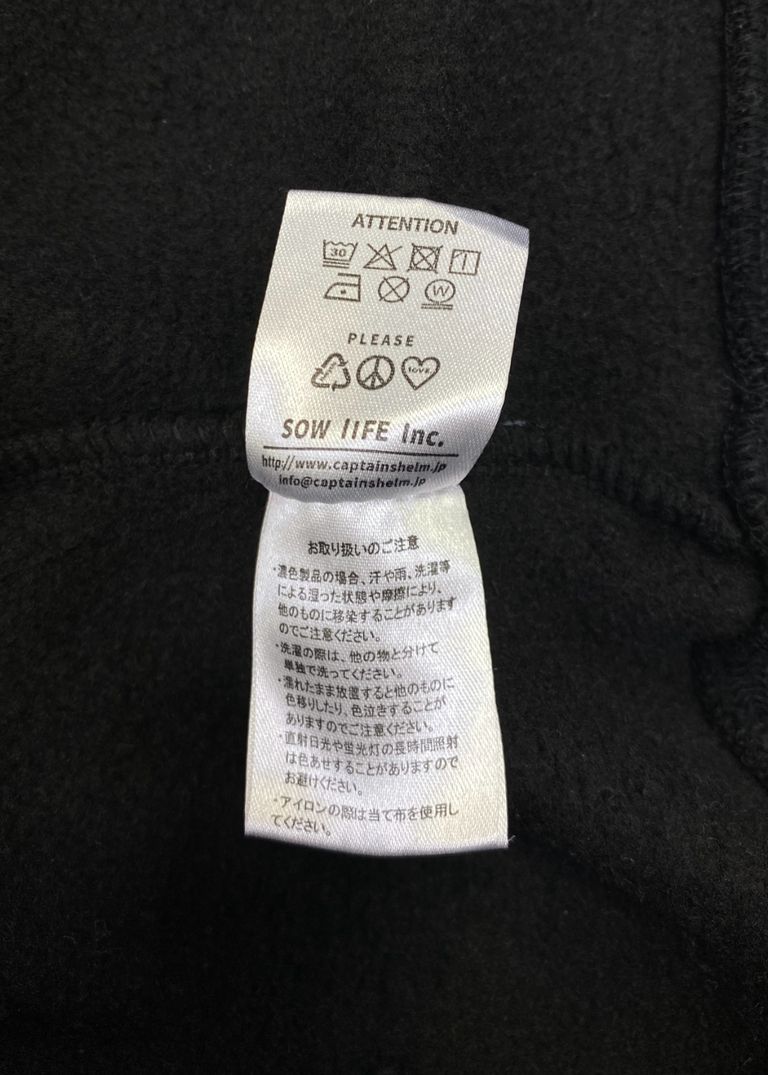 ATTENTION
30
W
PLEASE
LOVE
SOW lIFE Inc.
http://www.captainshelm.jp
info@captainshelm.jp
お取り扱いのご注意
・濃色製品の場合、汗や雨、洗濯等
による湿った状態や摩擦により、
他のものに移染することがあります
のでご注意ください。
・洗濯の際は、他の物と分けて
単独で洗ってください。
・濡れたまま放置すると他のものに
色移りしたり、色泣きすることが
ありますのでご注意ください。
・直射日光や蛍光灯の長時間照射
は色あせすることがありますので
お避けください。
・アイロンの際は当て布を使用し
てください。